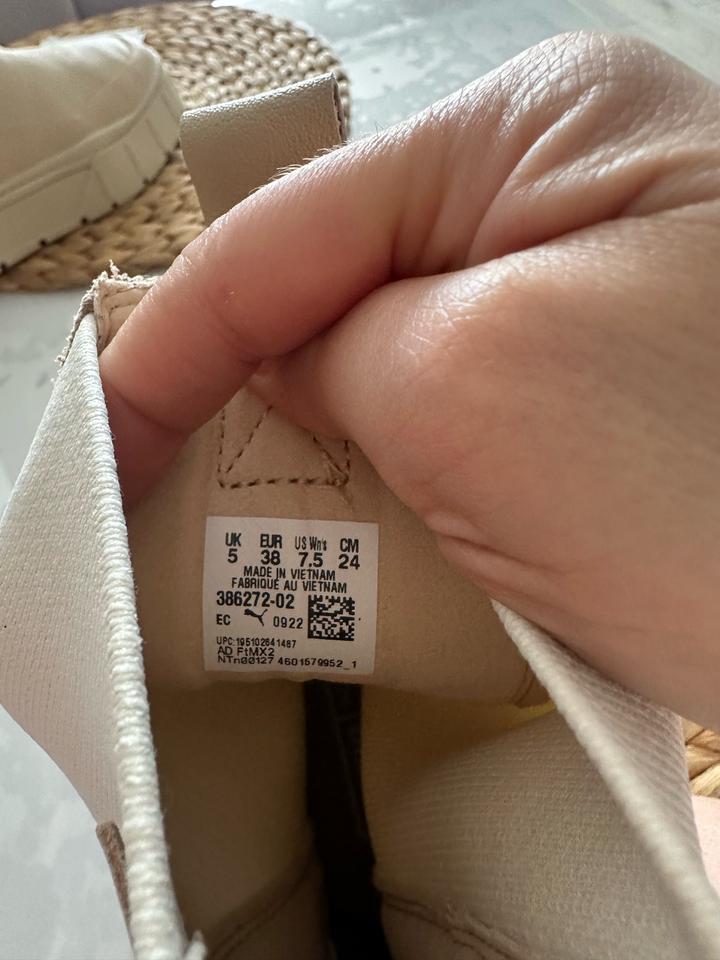 UK EUR US Wn's CM
5 38 7.5 24
MADE IN VIETNAM
FABRIQUÉ AU VIETNAM
386272-02
EC 0922
UPC:195102641487
AD FtMX2
NTn00127 4601579952_1